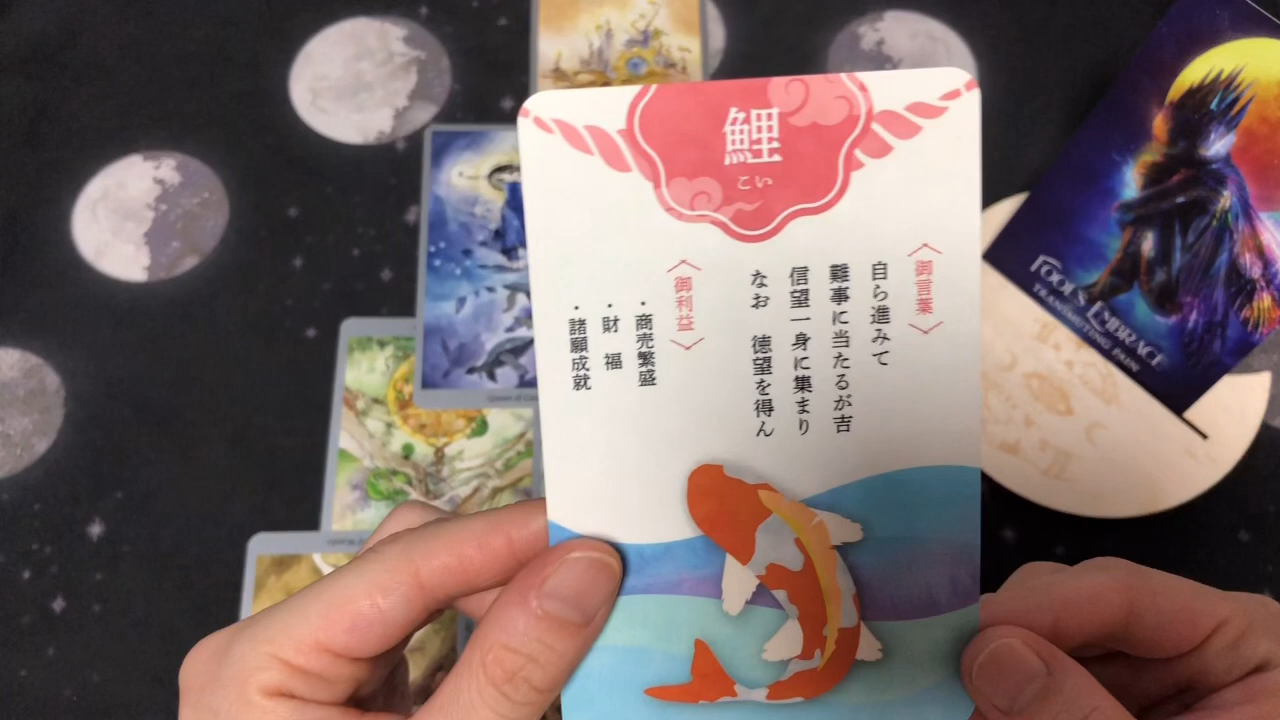 鯉
こい
〈御言葉〉
自ら進みて
難事に当たるが吉
信望一身に集まり
なお 徳望を得ん
〈御利益〉
・商売繁盛
・財 福
・諸願成就
FOOL'S EMBRACE
TRANSMUTING PAIN